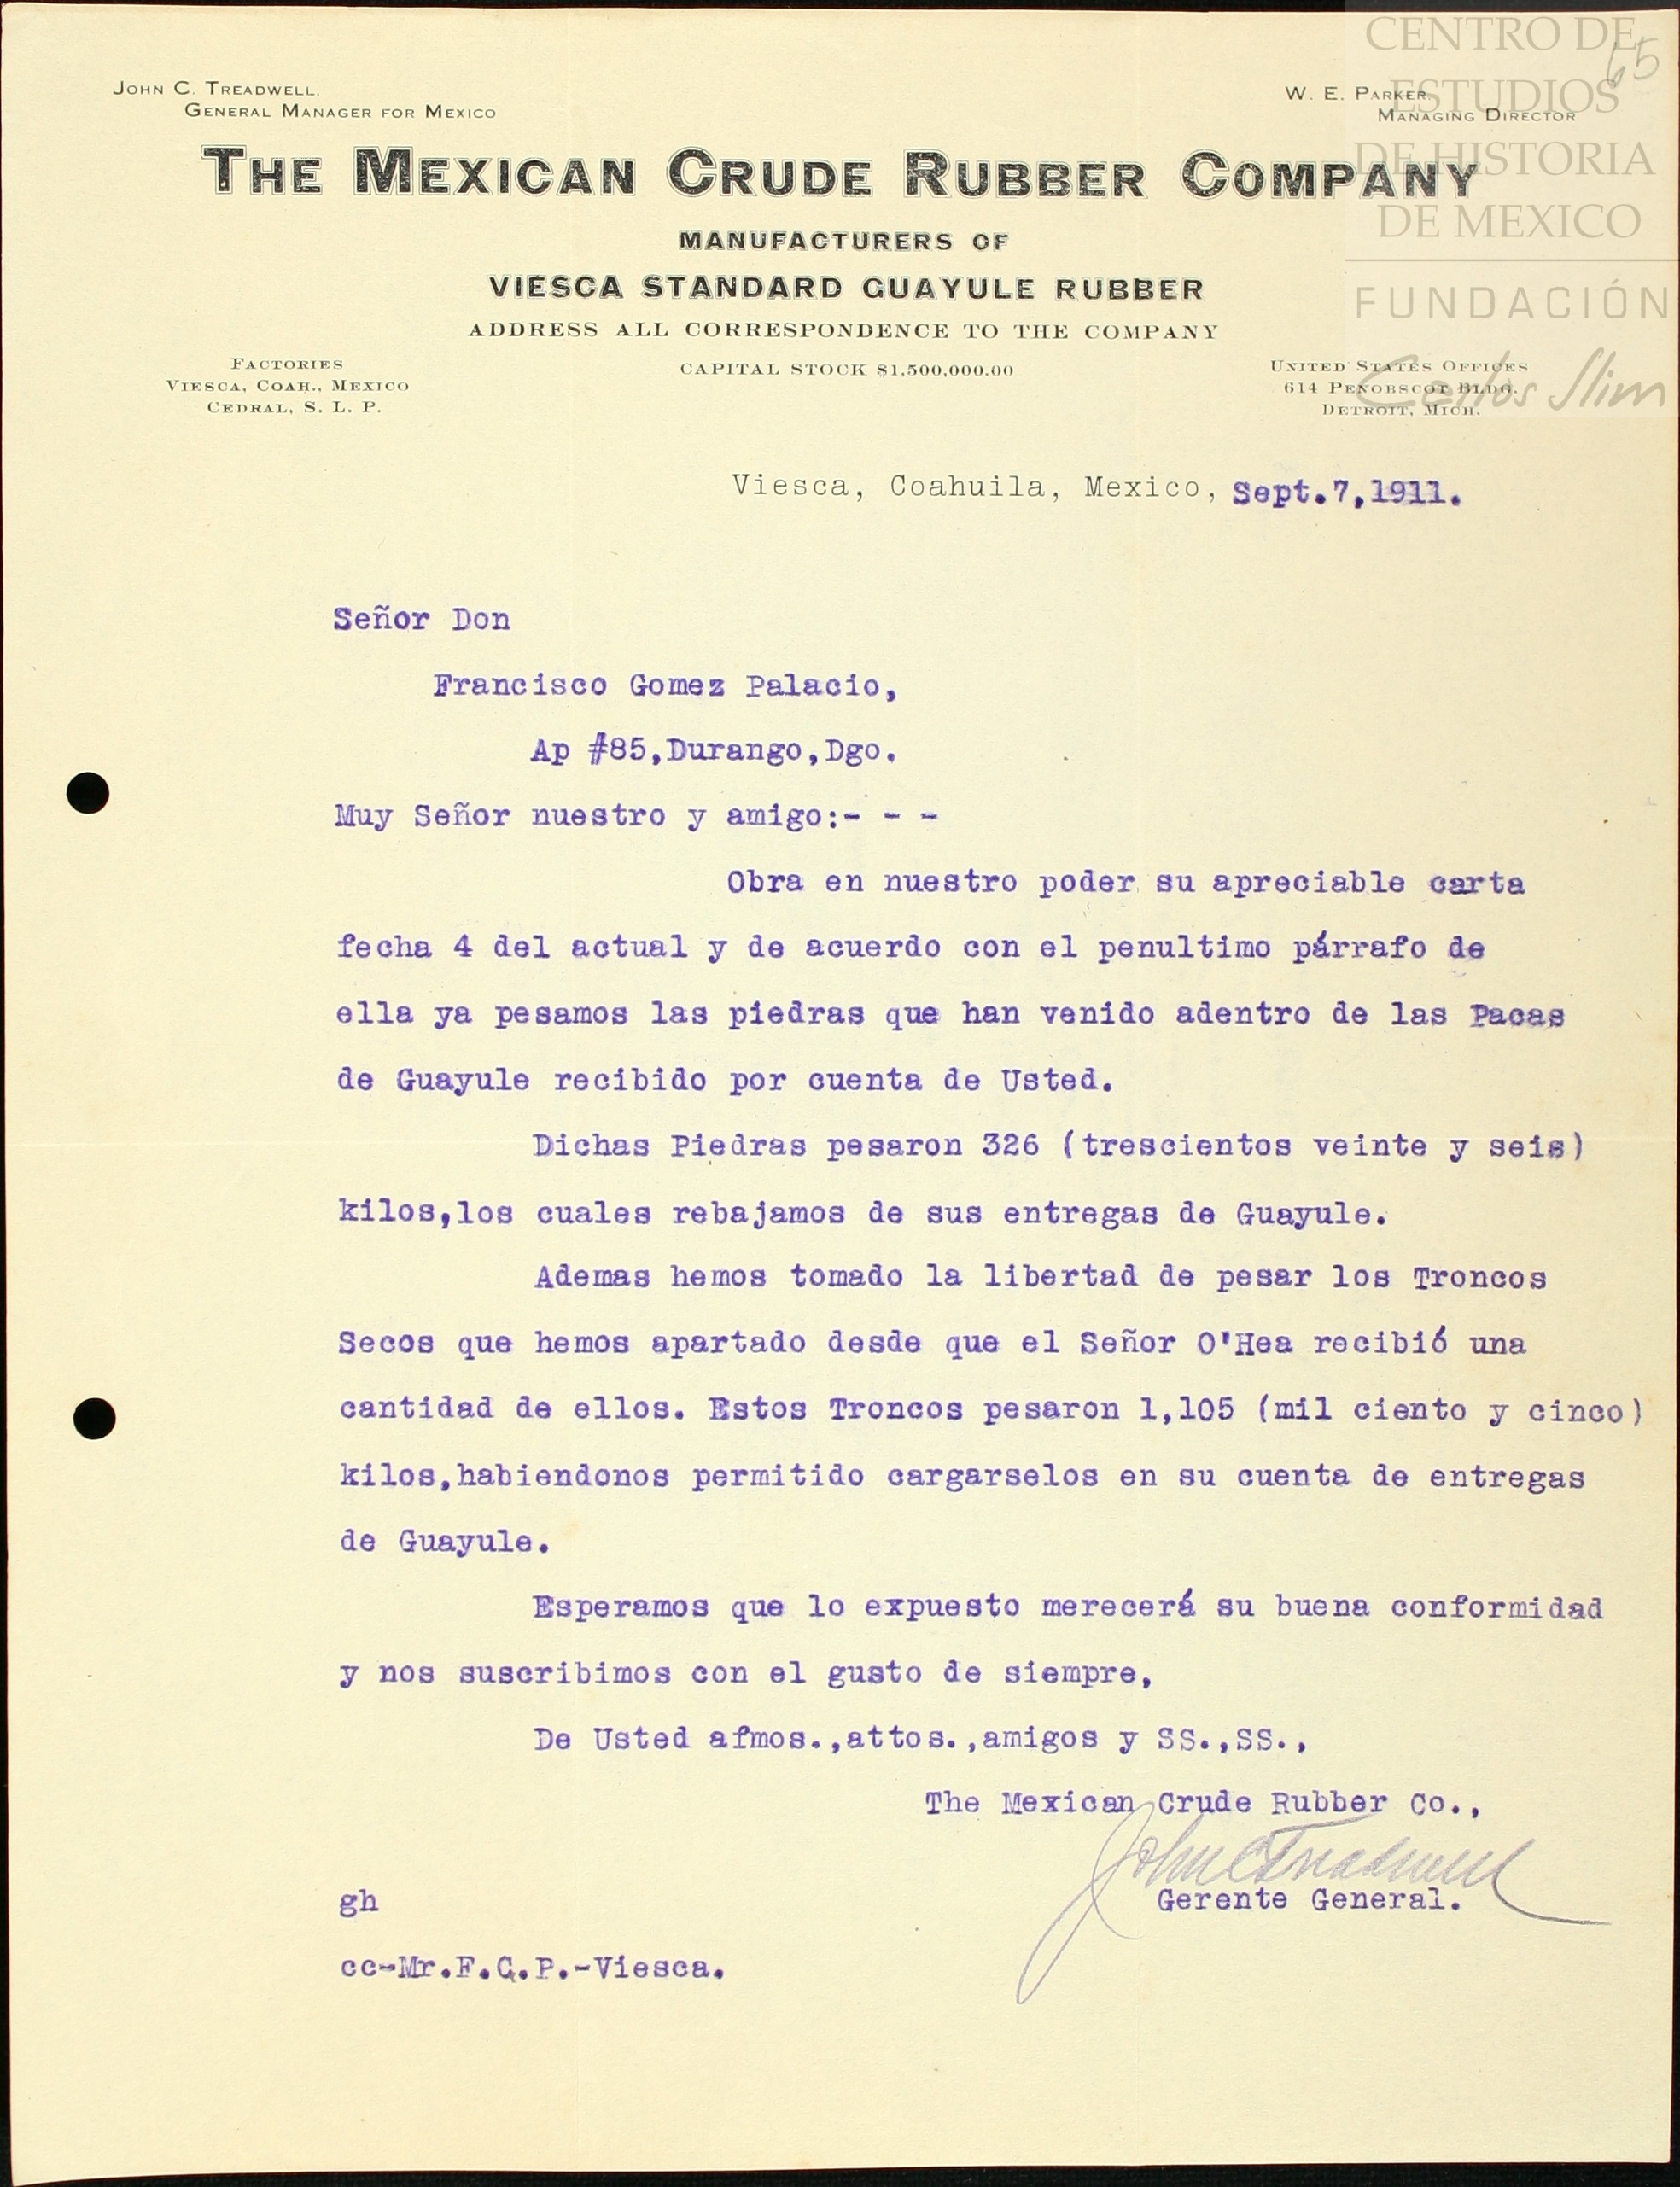 CENTRO DE
ESTUDIOS
DE HISTORIA
DE MEXICO
FUNDACIÓN
Carlos Slim
65
John C. Treadwell,
General Manager for Mexico
W. E. Parker,
Managing Director
The Mexican Crude Rubber Company
MANUFACTURERS OF
VIESCA STANDARD GUAYULE RUBBER
ADDRESS ALL CORRESPONDENCE TO THE COMPANY
Factories
Viesca, Coah., Mexico
Cedral, S. L. P.
CAPITAL STOCK $1,500,000.00
United States Offices
614 Penobscot Bldg.
Detroit, Mich.
Viesca, Coahuila, Mexico, Sept.7,1911.
Señor Don
Francisco Gomez Palacio,
Ap #85,Durango,Dgo.
Muy Señor nuestro y amigo:- - -
Obra en nuestro poder su apreciable carta
fecha 4 del actual y de acuerdo con el penultimo párrafo de
ella ya pesamos las piedras que han venido adentro de las Pacas
de Guayule recibido por cuenta de Usted.
Dichas Piedras pesaron 326 (trescientos veinte y seis)
kilos,los cuales rebajamos de sus entregas de Guayule.
Ademas hemos tomado la libertad de pesar los Troncos
Secos que hemos apartado desde que el Señor O'Hea recibió una
cantidad de ellos. Estos Troncos pesaron 1,105 (mil ciento y cinco)
kilos,habiendonos permitido cargarselos en su cuenta de entregas
de Guayule.
Esperamos que lo expuesto merecerá su buena conformidad
y nos suscribimos con el gusto de siempre,
De Usted afmos.,attos.,amigos y SS.,SS.,
The Mexican Crude Rubber Co.,
John C Treadwell
Gerente General.
gh
cc-Mr.F.G.P.-Viesca.